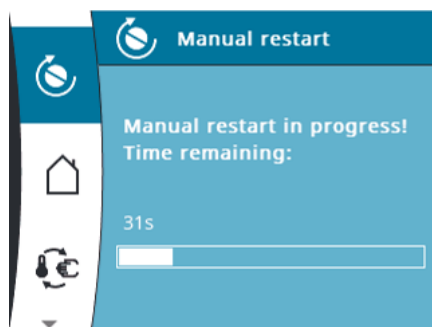 Manual restart
Manual restart in progress!
Time remaining:
31s